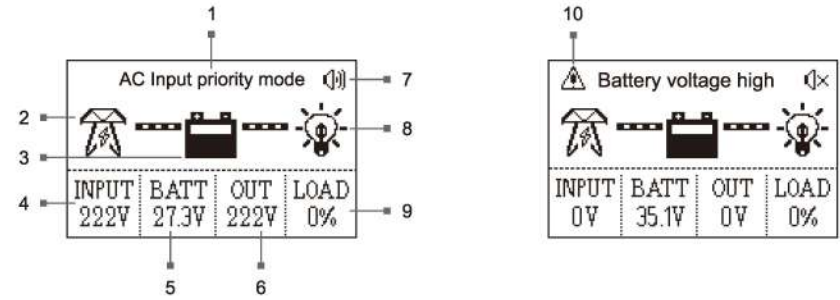 1
10
AC Input priority mode
7
Battery voltage high
2
8
3
INPUT BATT OUT LOAD
222V 27.3V 222V 0%
4
9
INPUT BATT OUT LOAD
0V 35.1V 0V 0%
5
6